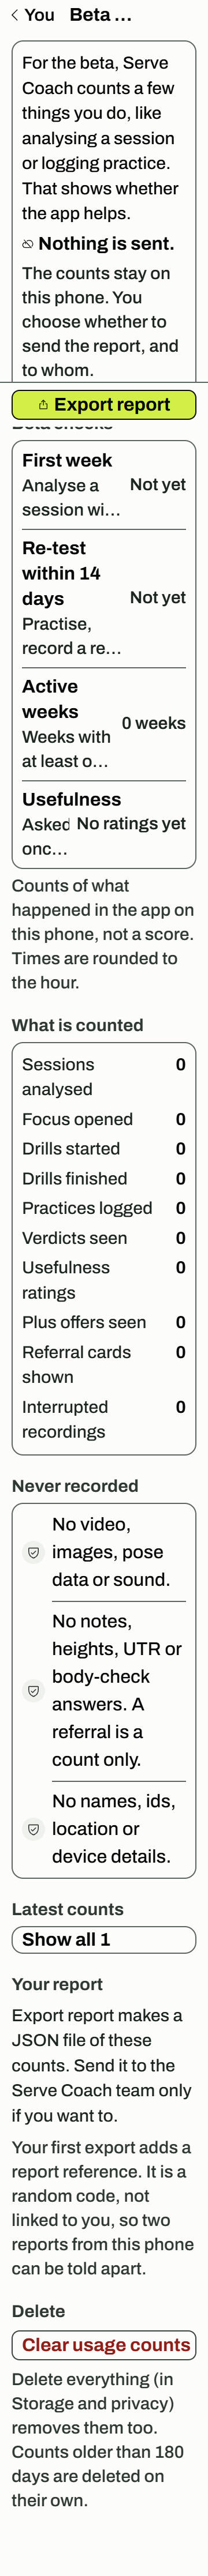 You Beta ...
For the beta, Serve
Coach counts a few
things you do, like
analysing a session
or logging practice.
That shows whether
the app helps.
Nothing is sent.
The counts stay on
this phone. You
choose whether to
send the report, and
to whom.
Export report
Beta checks
First week
Analyse a
session wi...
Not yet
Re-test
within 14
days
Practise,
record a re...
Not yet
Active
weeks
Weeks with
at least o...
0 weeks
Usefulness
Asked
onc...
No ratings yet
Counts of what
happened in the app on
this phone, not a score.
Times are rounded to
the hour.
What is counted
Sessions
analysed
0
Focus opened 0
Drills started 0
Drills finished 0
Practices logged 0
Verdicts seen 0
Usefulness
ratings
0
Plus offers seen 0
Referral cards
shown
0
Interrupted
recordings
0
Never recorded
No video,
images, pose
data or sound.
No notes,
heights, UTR or
body-check
answers. A
referral is a
count only.
No names, ids,
location or
device details.
Latest counts
Show all 1
Your report
Export report makes a
JSON file of these
counts. Send it to the
Serve Coach team only
if you want to.
Your first export adds a
report reference. It is a
random code, not
linked to you, so two
reports from this phone
can be told apart.
Delete
Clear usage counts
Delete everything (in
Storage and privacy)
removes them too.
Counts older than 180
days are deleted on
their own.